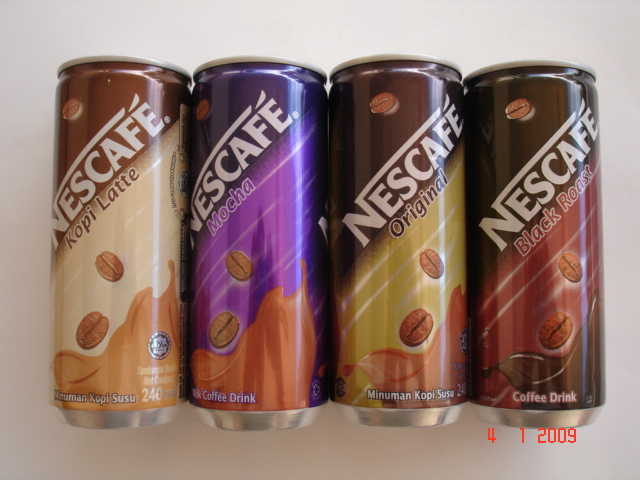 NESCAFÉ®
Kopi Latte
Minuman Kopi Susu
240
NESCAFÉ®
Mocha
Milk Coffee Drink
NESCAFÉ
Original
Minuman Kopi Susu
NESCAFÉ
Black Roast
Coffee Drink
4 1 2009